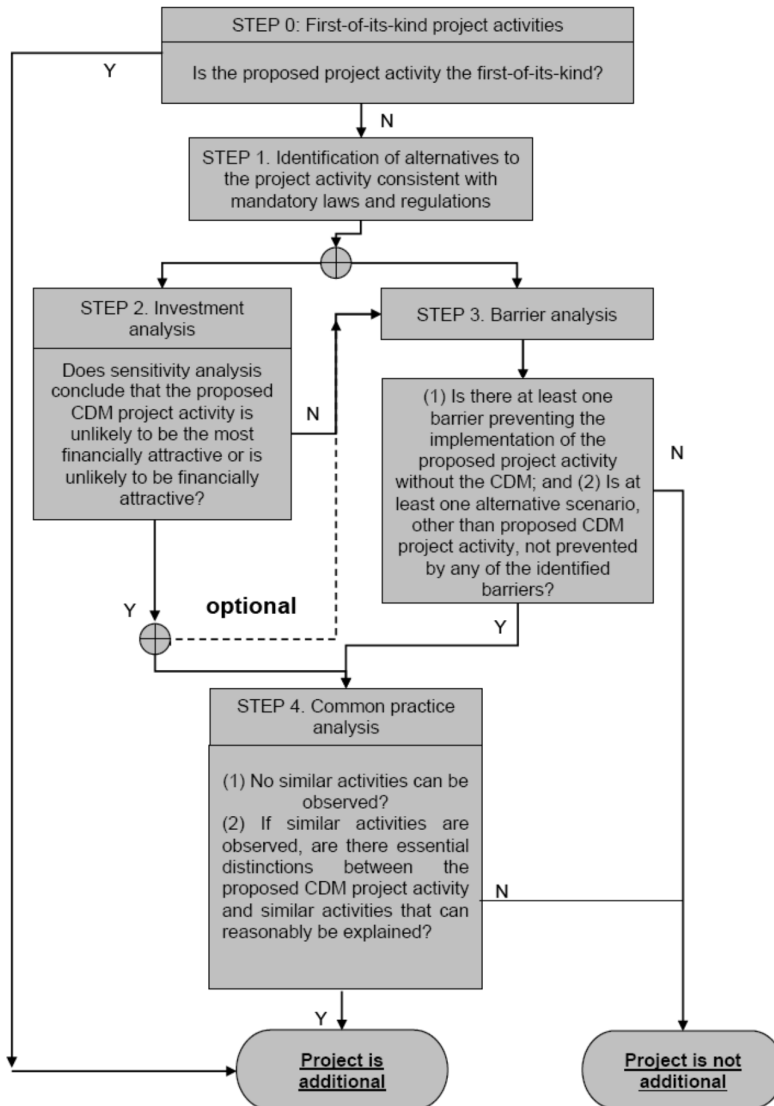 STEP 0: First-of-its-kind project activities
Y
Is the proposed project activity the first-of-its-kind?
N
STEP 1. Identification of alternatives to
the project activity consistent with
mandatory laws and regulations
STEP 2. Investment
analysis
STEP 3. Barrier analysis
Does sensitivity analysis
conclude that the proposed
CDM project activity is
unlikely to be the most
financially attractive or is
unlikely to be financially
attractive?
N
(1) Is there at least one
barrier preventing the
implementation of the
proposed project activity
without the CDM; and (2) Is at
least one alternative scenario,
other than proposed CDM
project activity, not prevented
by any of the identified
barriers?
N
Y
optional
Y
STEP 4. Common practice
analysis
(1) No similar activities can be
observed?
(2) If similar activities are
observed, are there essential
distinctions between the
proposed CDM project activity
and similar activities that can
reasonably be explained?
N
Y
Project is
additional
Project is not
additional